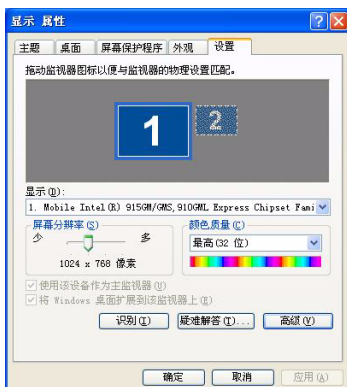 显示 属性
主题 桌面 屏幕保护程序 外观 设置
拖动监视器图标以便与监视器的物理设置匹配。
1 2
显示(D):
1. Mobile Intel(R) 915GM/GMS,910GML Express Chipset Fami
屏幕分辨率(S) 颜色质量(C)
少 多 最高(32 位)
1024 x 768 像素
使用该设备作为主监视器(U)
将 Windows 桌面扩展到该监视器上(E)
识别(I) 疑难解答(T)... 高级(V)
确定 取消 应用(A)